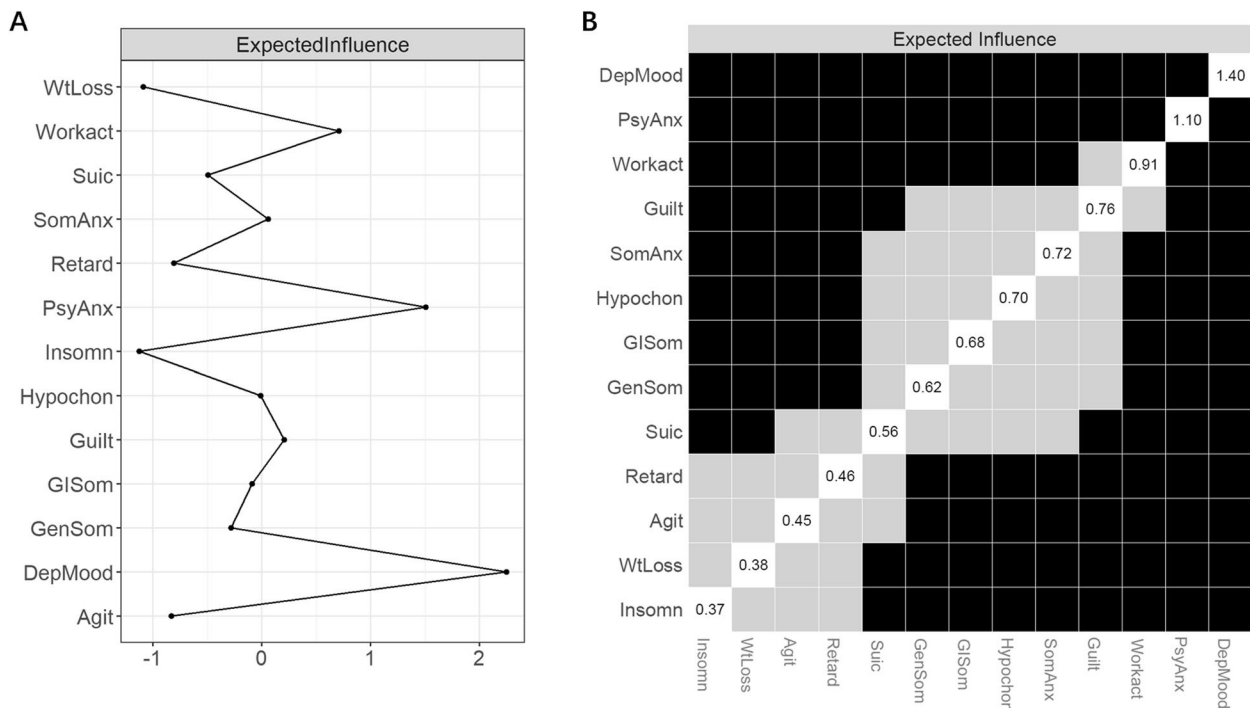 A
ExpectedInfluence
WtLoss
Workact
Suic
SomAnx
Retard
PsyAnx
Insomn
Hypochon
Guilt
GISom
GenSom
DepMood
Agit
-1 0 1 2
B
Expected Influence
DepMood 1.40
PsyAnx 1.10
Workact 0.91
Guilt 0.76
SomAnx 0.72
Hypochon 0.70
GISom 0.68
GenSom 0.62
Suic 0.56
Retard 0.46
Agit 0.45
WtLoss 0.38
Insomn 0.37
Insomn WtLoss Agit Retard Suic GenSom GISom Hypochon SomAnx Guilt Workact PsyAnx DepMood